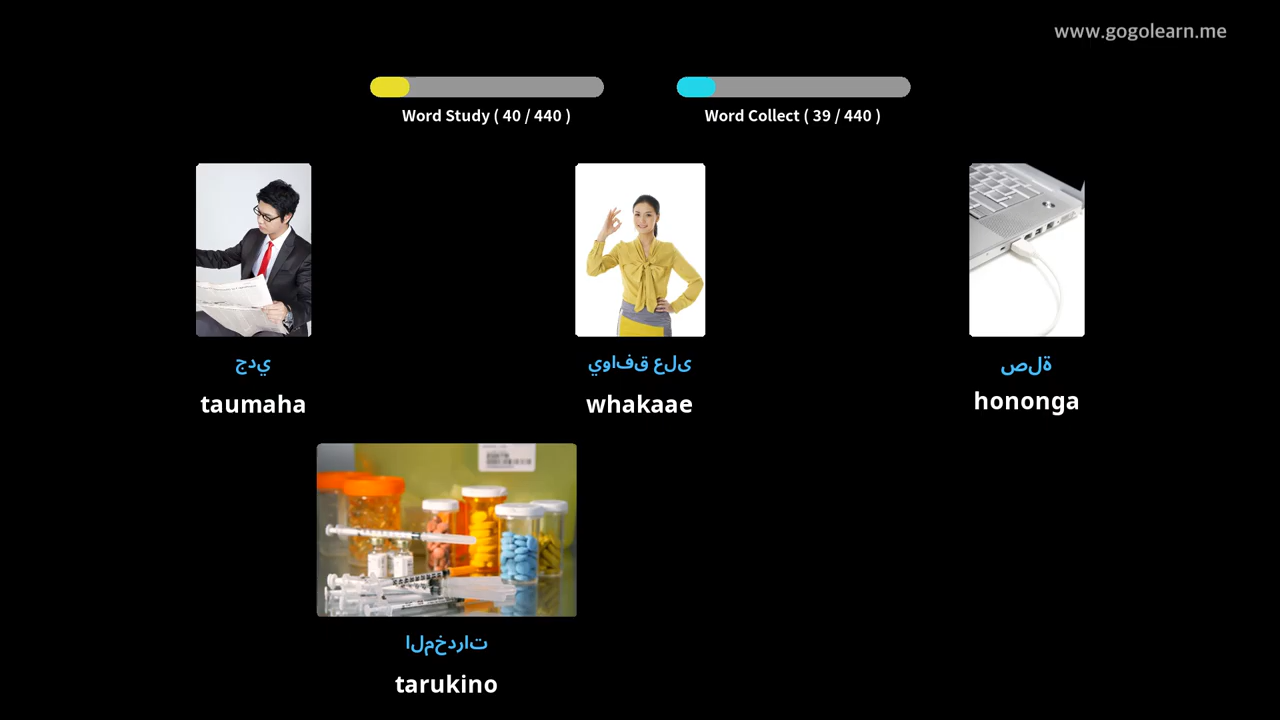 www.gogolearn.me
Word Study ( 40 / 440 )
Word Collect ( 39 / 440 )
جدي
يوافق على
صلة
taumaha
whakaae
hononga
المخدرات
tarukino